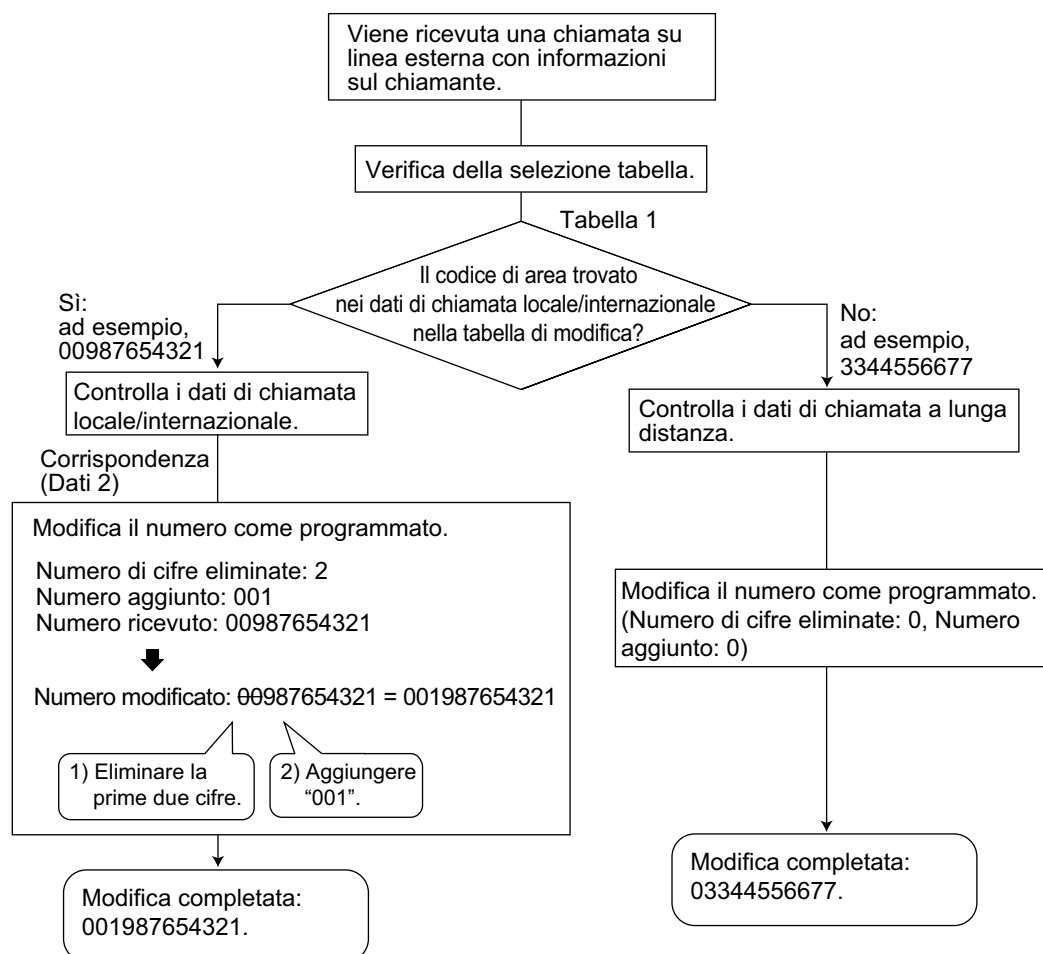 Viene ricevuta una chiamata su
linea esterna con informazioni
sul chiamante.
Verifica della selezione tabella.
Tabella 1
Il codice di area trovato
nei dati di chiamata locale/internazionale
nella tabella di modifica?
Sì:
ad esempio,
00987654321
No:
ad esempio,
3344556677
Controlla i dati di chiamata
locale/internazionale.
Controlla i dati di chiamata a lunga
distanza.
Corrispondenza
(Dati 2)
Modifica il numero come programmato.
Numero di cifre eliminate: 2
Numero aggiunto: 001
Numero ricevuto: 00987654321
Numero modificato: 00987654321 = 001987654321
1) Eliminare la
prime due cifre.
2) Aggiungere
“001”.
Modifica il numero come programmato.
(Numero di cifre eliminate: 0, Numero
aggiunto: 0)
Modifica completata:
001987654321.
Modifica completata:
03344556677.